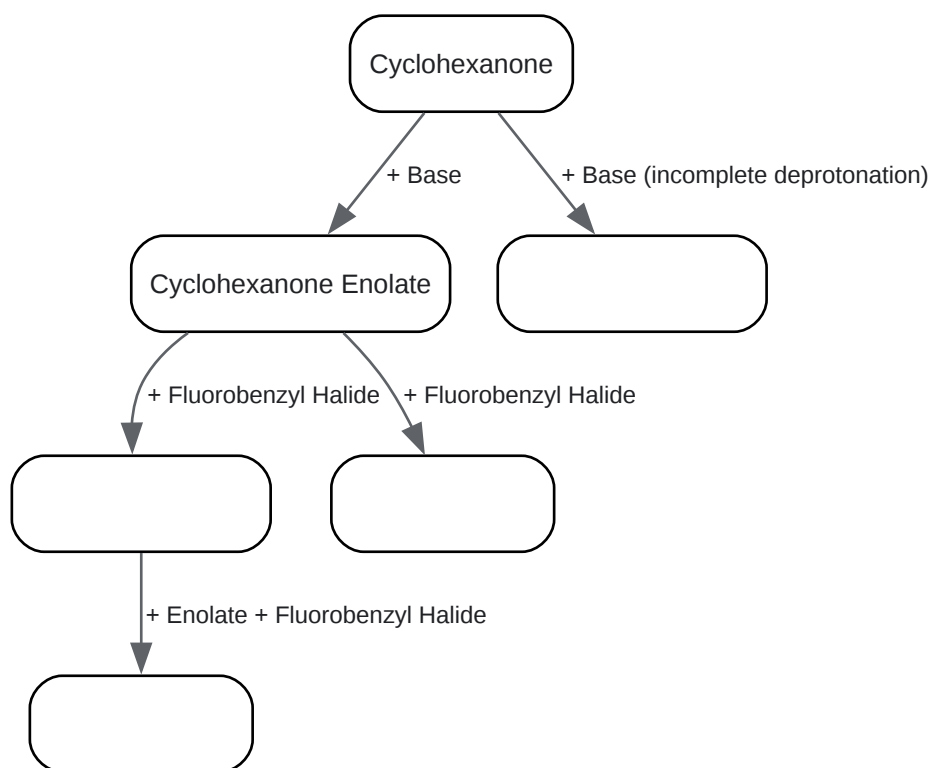 Cyclohexanone
+ Base
+ Base (incomplete deprotonation)
Cyclohexanone Enolate
+ Fluorobenzyl Halide
+ Fluorobenzyl Halide
+ Enolate + Fluorobenzyl Halide